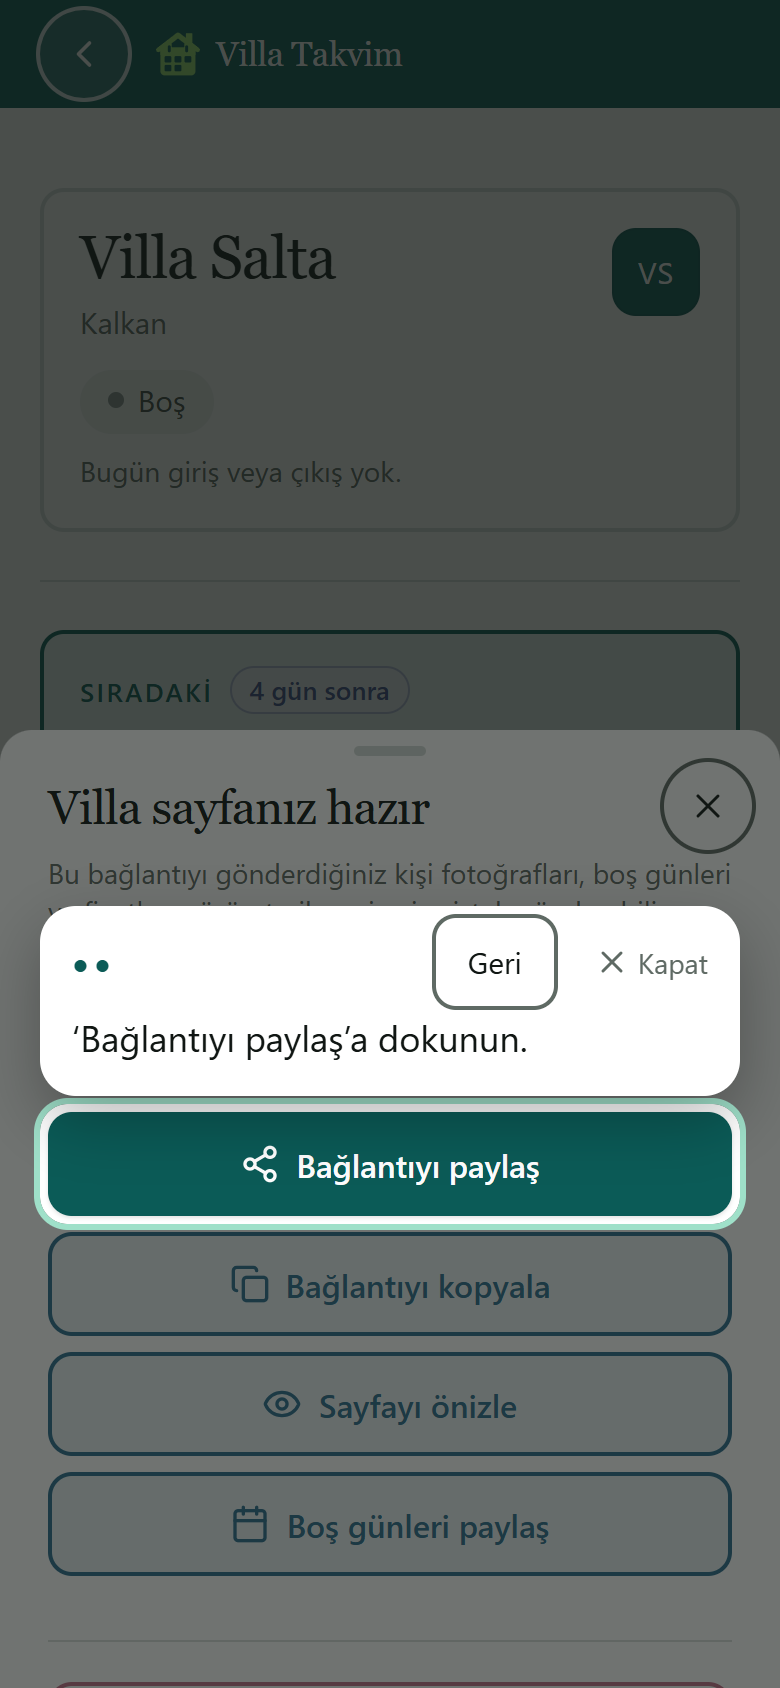 Villa Takvim
Villa Salta
VS
Kalkan
Boş
Bugün giriş veya çıkış yok.
SIRADAKİ
4 gün sonra
Villa sayfanız hazır
Bu bağlantıyı gönderdiğiniz kişi fotoğrafları, boş günleri
Geri
Kapat
‘Bağlantıyı paylaş’a dokunun.
Bağlantıyı paylaş
Bağlantıyı kopyala
Sayfayı önizle
Boş günleri paylaş